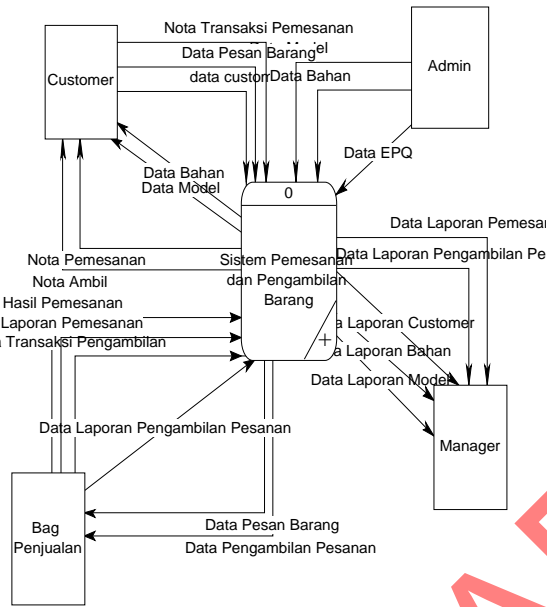 Nota Transaksi Pemesanan
Data Pesan Barang
data custom
Data Bahan
Customer
Admin
Data EPQ
Data Bahan
Data Model
0
Data Laporan Pemesan
Nota Pemesanan
Sistem Pemesanan
dan Pengambilan
Barang
Data Laporan Pengambilan Pe
Nota Ambil
Hasil Pemesanan
Laporan Pemesanan
Transaksi Pengambilan
Laporan Customer
Laporan Bahan
Data Laporan Model
+
Data Laporan Pengambilan Pesanan
Manager
Bag
Penjualan
Data Pesan Barang
Data Pengambilan Pesanan